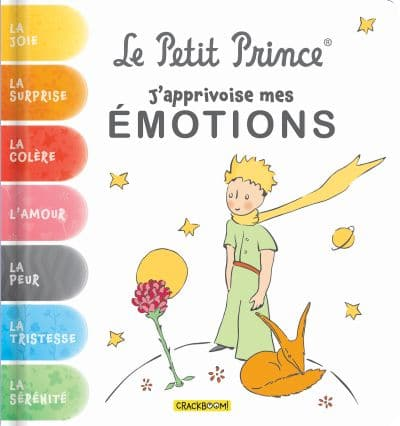 Le Petit Prince®
J'apprivoise mes
ÉMOTIONS
LA
JOIE
LA
SURPRISE
LA
COLÈRE
L'AMOUR
LA
PEUR
LA
TRISTESSE
LA
SÉRÉNITÉ
CRACKBOOM!